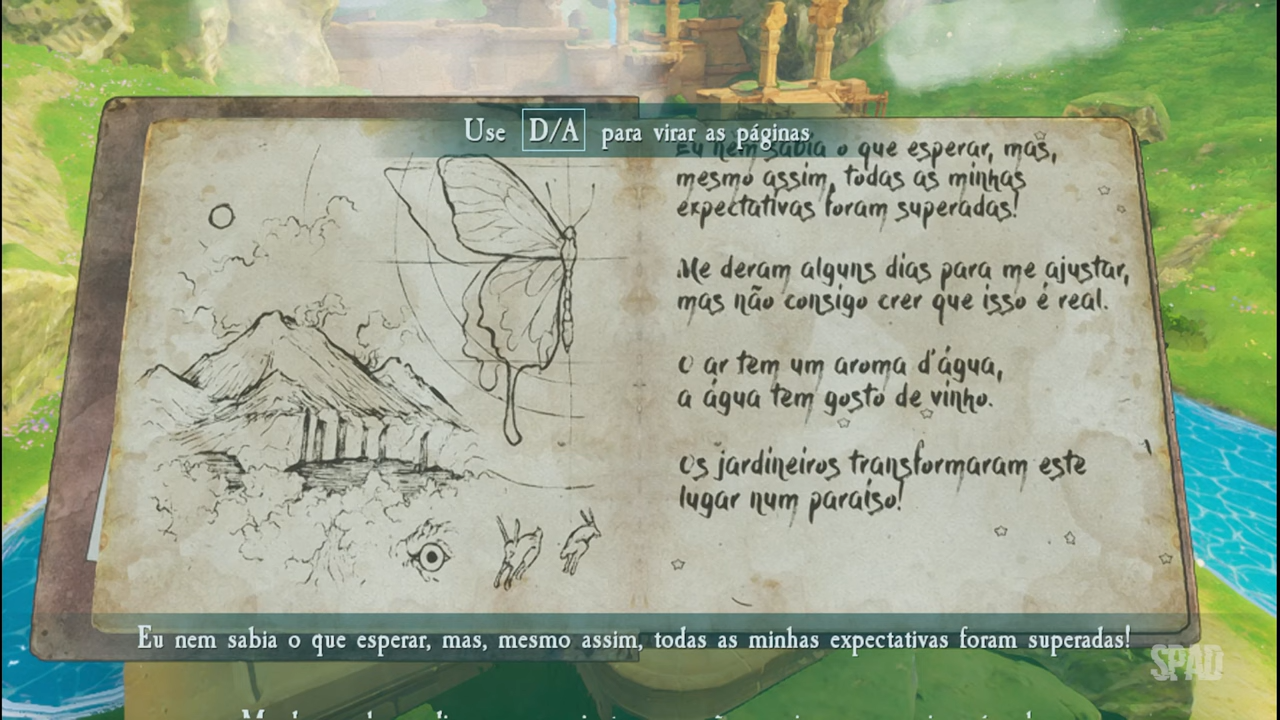 Use D/A para virar as páginas
Eu nem sabia o que esperar, mas,
mesmo assim, todas as minhas
expectativas foram superadas!
Me deram alguns dias para me ajustar,
mas não consigo crer que isso é real.
O ar tem um aroma d'água,
a água tem gosto de vinho.
Os jardineiros transformaram este
lugar num paraíso!
Eu nem sabia o que esperar, mas, mesmo assim, todas as minhas expectativas foram superadas!
SPAD